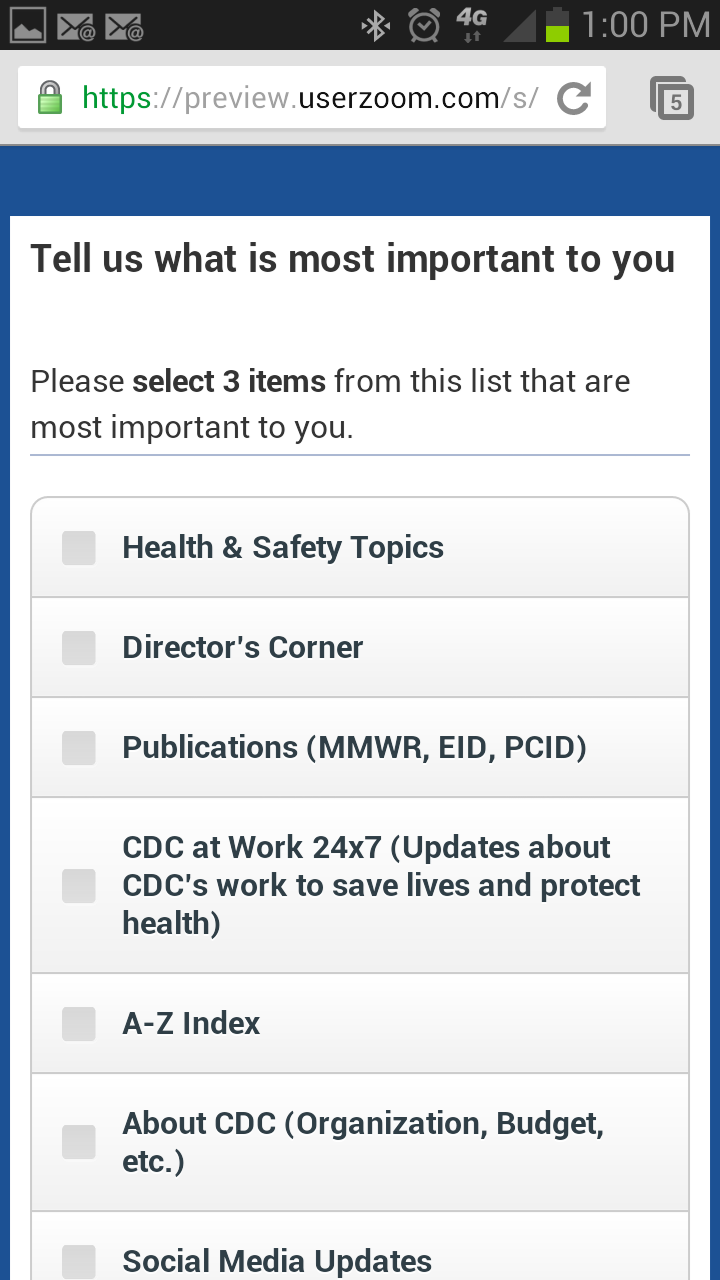 4G
1:00 PM
https://preview.userzoom.com/s/
5
Tell us what is most important to you
Please select 3 items from this list that are
most important to you.
Health & Safety Topics
Director's Corner
Publications (MMWR, EID, PCID)
CDC at Work 24x7 (Updates about
CDC's work to save lives and protect
health)
A-Z Index
About CDC (Organization, Budget,
etc.)
Social Media Updates